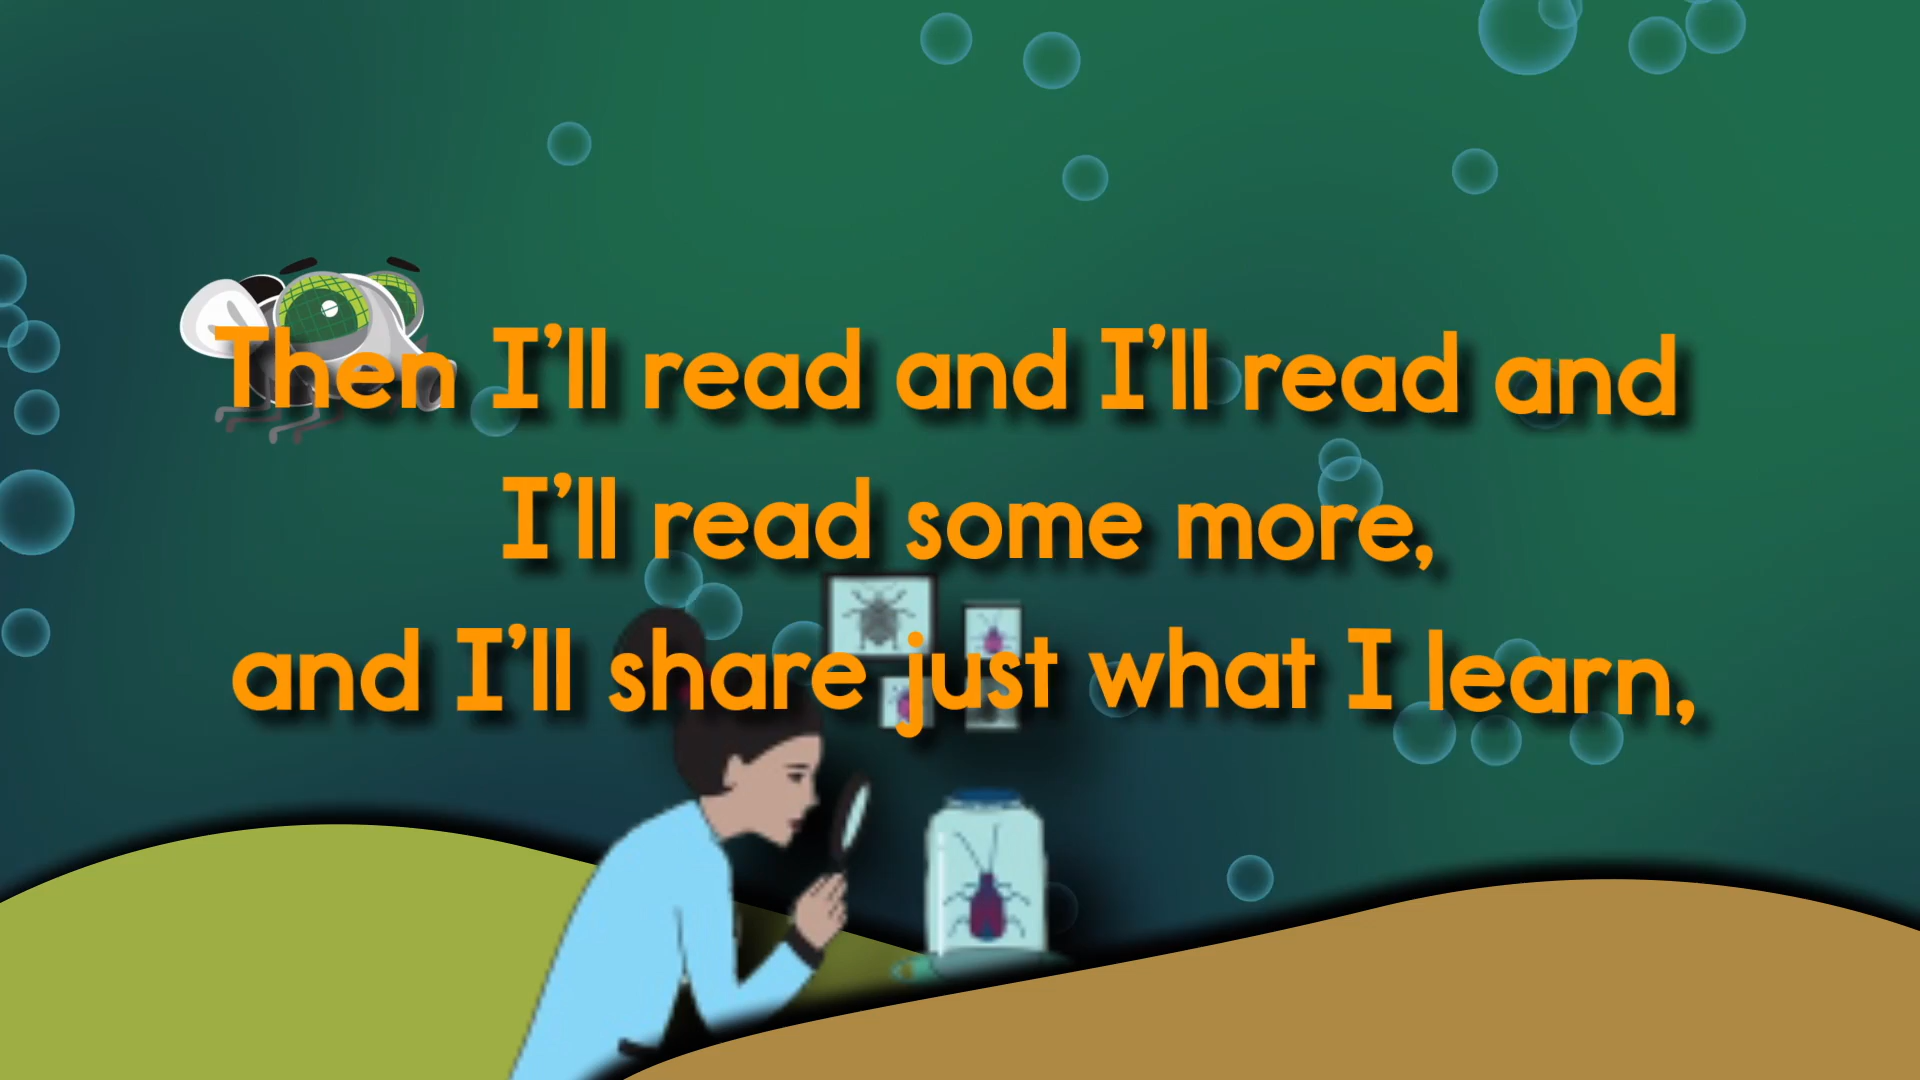 Then I’ll read and I’ll read and
I’ll read some more,
and I’ll share just what I learn,